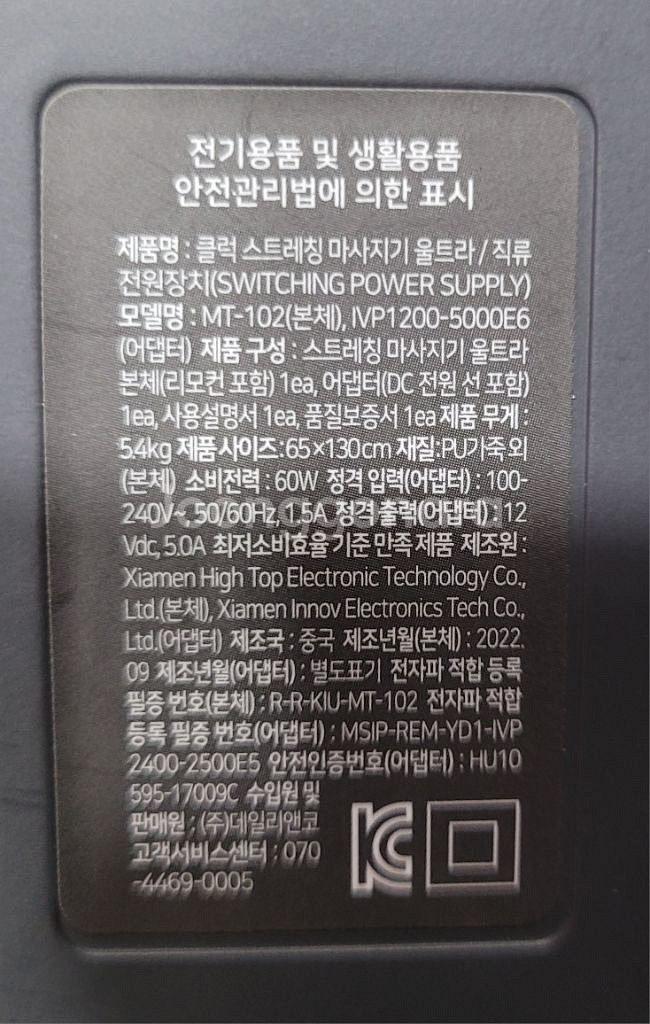 전기용품 및 생활용품
안전관리법에 의한 표시
제품명 : 클럭 스트레칭 마사지기 울트라 / 직류
전원장치(SWITCHING POWER SUPPLY)
모델명 : MT-102(본체), IVP1200-5000E6
(어댑터) 제품 구성 : 스트레칭 마사지기 울트라
본체(리모컨 포함) 1ea, 어댑터(DC 전원 선 포함)
1ea, 사용설명서 1ea, 품질보증서 1ea 제품 무게 :
5.4kg 제품 사이즈 : 65×130cm 재질 : PU가죽 외
(본체) 소비전력 : 60W 정격 입력(어댑터) : 100-
240V~, 50/60Hz, 1.5A 정격 출력(어댑터) : 12
Vdc, 5.0A 최저소비효율 기준 만족 제품 제조원 :
Xiamen High Top Electronic Technology Co.,
Ltd.(본체), Xiamen Innov Electronics Tech Co.,
Ltd.(어댑터) 제조국 : 중국 제조년월(본체) : 2022.
09 제조년월(어댑터) : 별도표기 전자파 적합 등록
필증 번호(본체) : R-R-KIU-MT-102 전자파 적합
등록 필증 번호(어댑터) : MSIP-REM-YD1-IVP
2400-2500E5 안전인증번호(어댑터) : HU10
595-17009C 수입원 및
판매원 : (주)데일리앤코
고객서비스센터 : 070
-4469-0005